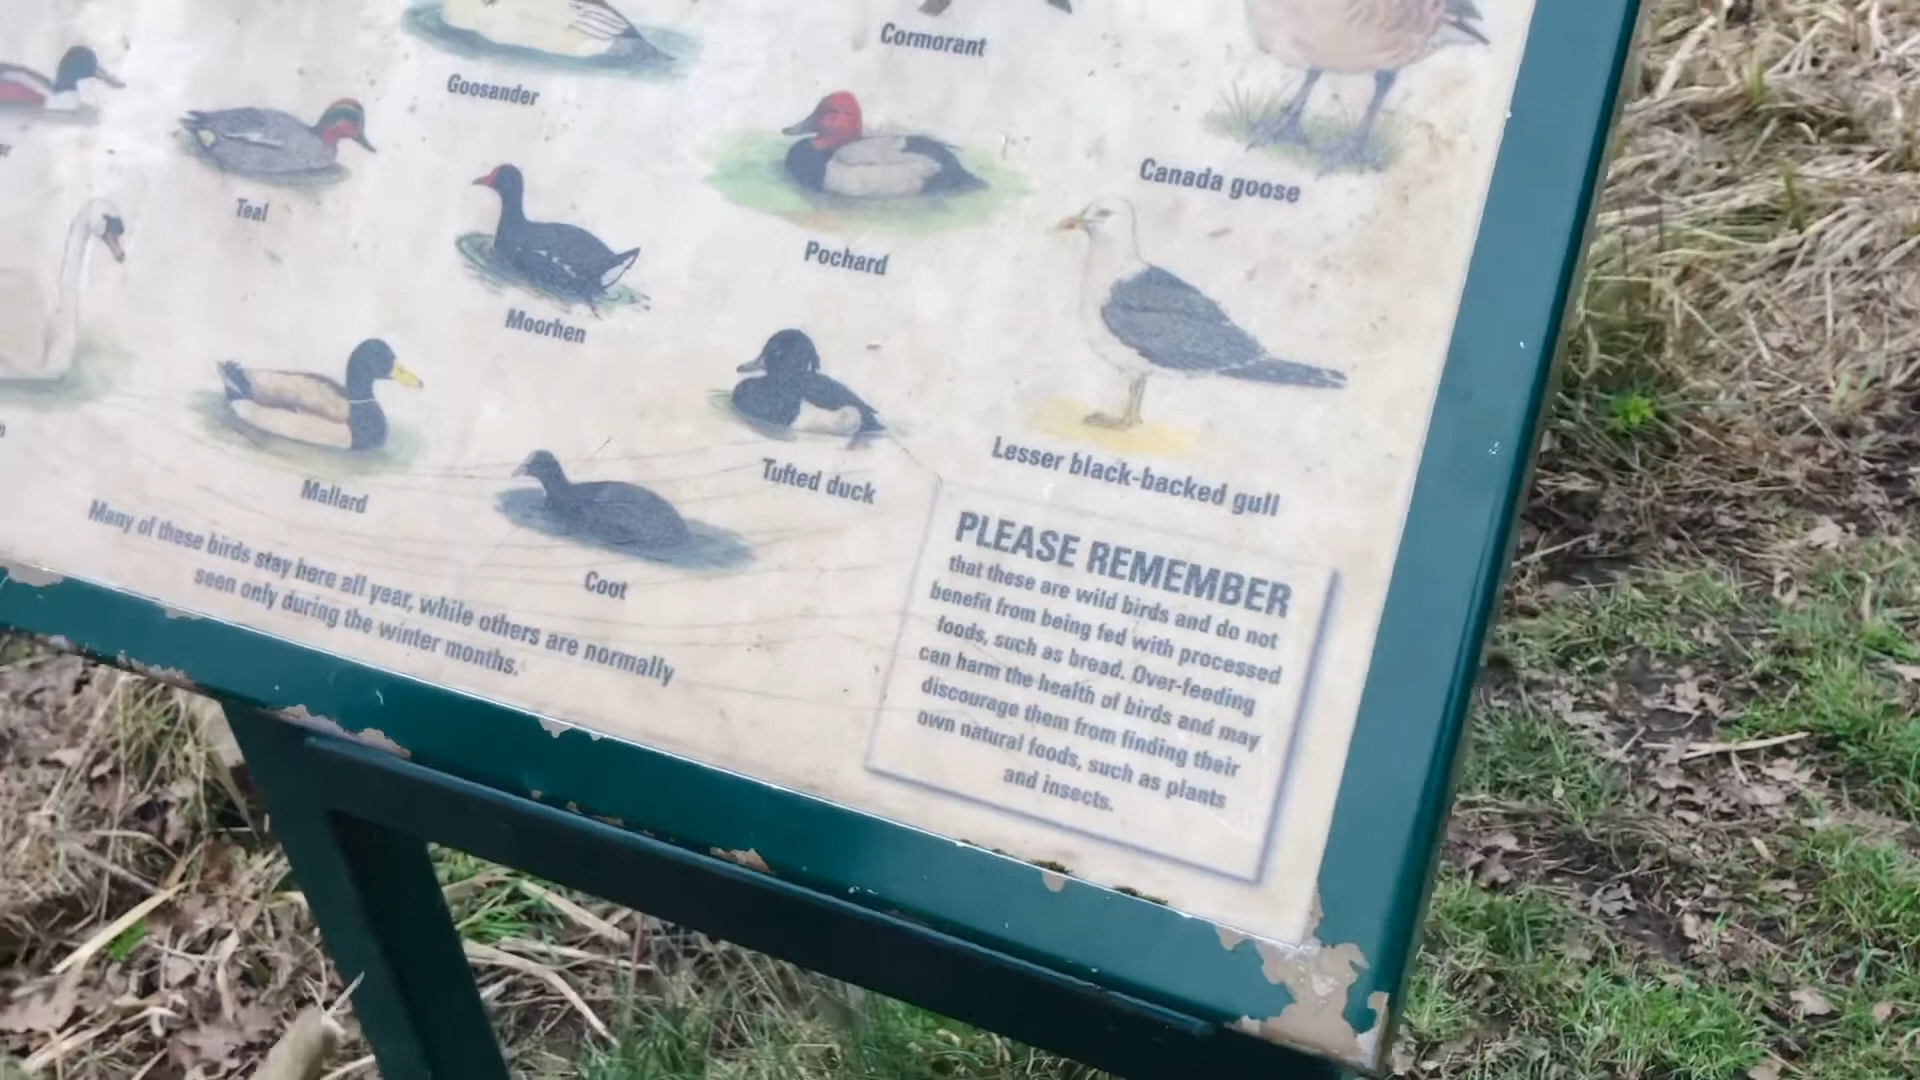 Cormorant
Goosander
Canada goose
Teal
Pochard
Moorhen
Lesser black-backed gull
Tufted duck
Mallard
Coot
Many of these birds stay here all year, while others are normally
seen only during the winter months.
PLEASE REMEMBER
that these are wild birds and do not
benefit from being fed with processed
foods, such as bread. Over-feeding
can harm the health of birds and may
discourage them from finding their
own natural foods, such as plants
and insects.